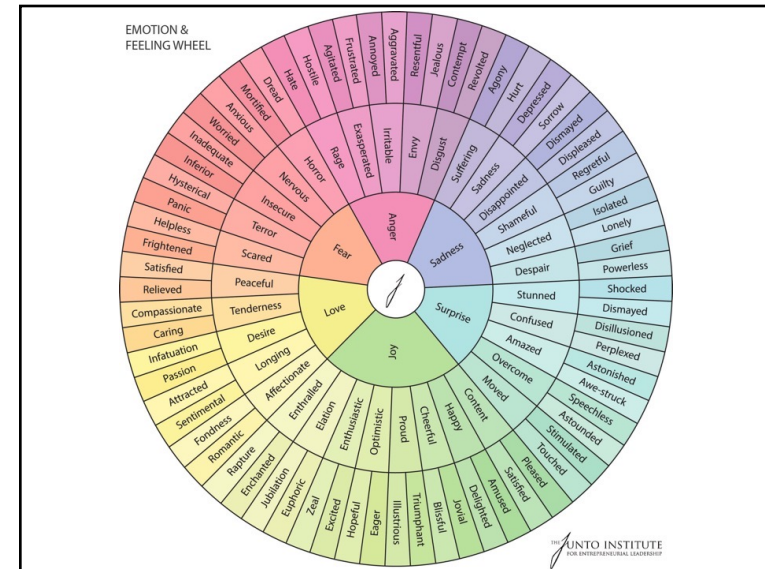 EMOTION &
FEELING WHEEL
Anger
Sadness
Surprise
Joy
Love
Fear
Rage
Exasperated
Irritable
Envy
Disgust
Suffering
Sadness
Disappointed
Shameful
Neglected
Despair
Stunned
Confused
Amazed
Overcome
Moved
Content
Happy
Cheerful
Proud
Optimistic
Enthusiastic
Elation
Enthralled
Affectionate
Longing
Desire
Tenderness
Peaceful
Scared
Terror
Insecure
Nervous
Horror
Hate
Hostile
Agitated
Frustrated
Annoyed
Aggravated
Resentful
Jealous
Contempt
Revolted
Agony
Hurt
Depressed
Sorrow
Dismayed
Displeased
Regretful
Guilty
Isolated
Lonely
Grief
Powerless
Shocked
Dismayed
Disillusioned
Perplexed
Astonished
Awe-struck
Speechless
Astounded
Stimulated
Touched
Pleased
Satisfied
Amused
Delighted
Jovial
Blissful
Triumphant
Illustrious
Eager
Hopeful
Excited
Zeal
Euphoric
Jubilation
Enchanted
Rapture
Romantic
Fondness
Sentimental
Attracted
Passion
Infatuation
Caring
Compassionate
Relieved
Satisfied
Frightened
Helpless
Panic
Hysterical
Inferior
Inadequate
Worried
Anxious
Mortified
Dread
THE JUNTO INSTITUTE
FOR ENTREPRENEURIAL LEADERSHIP